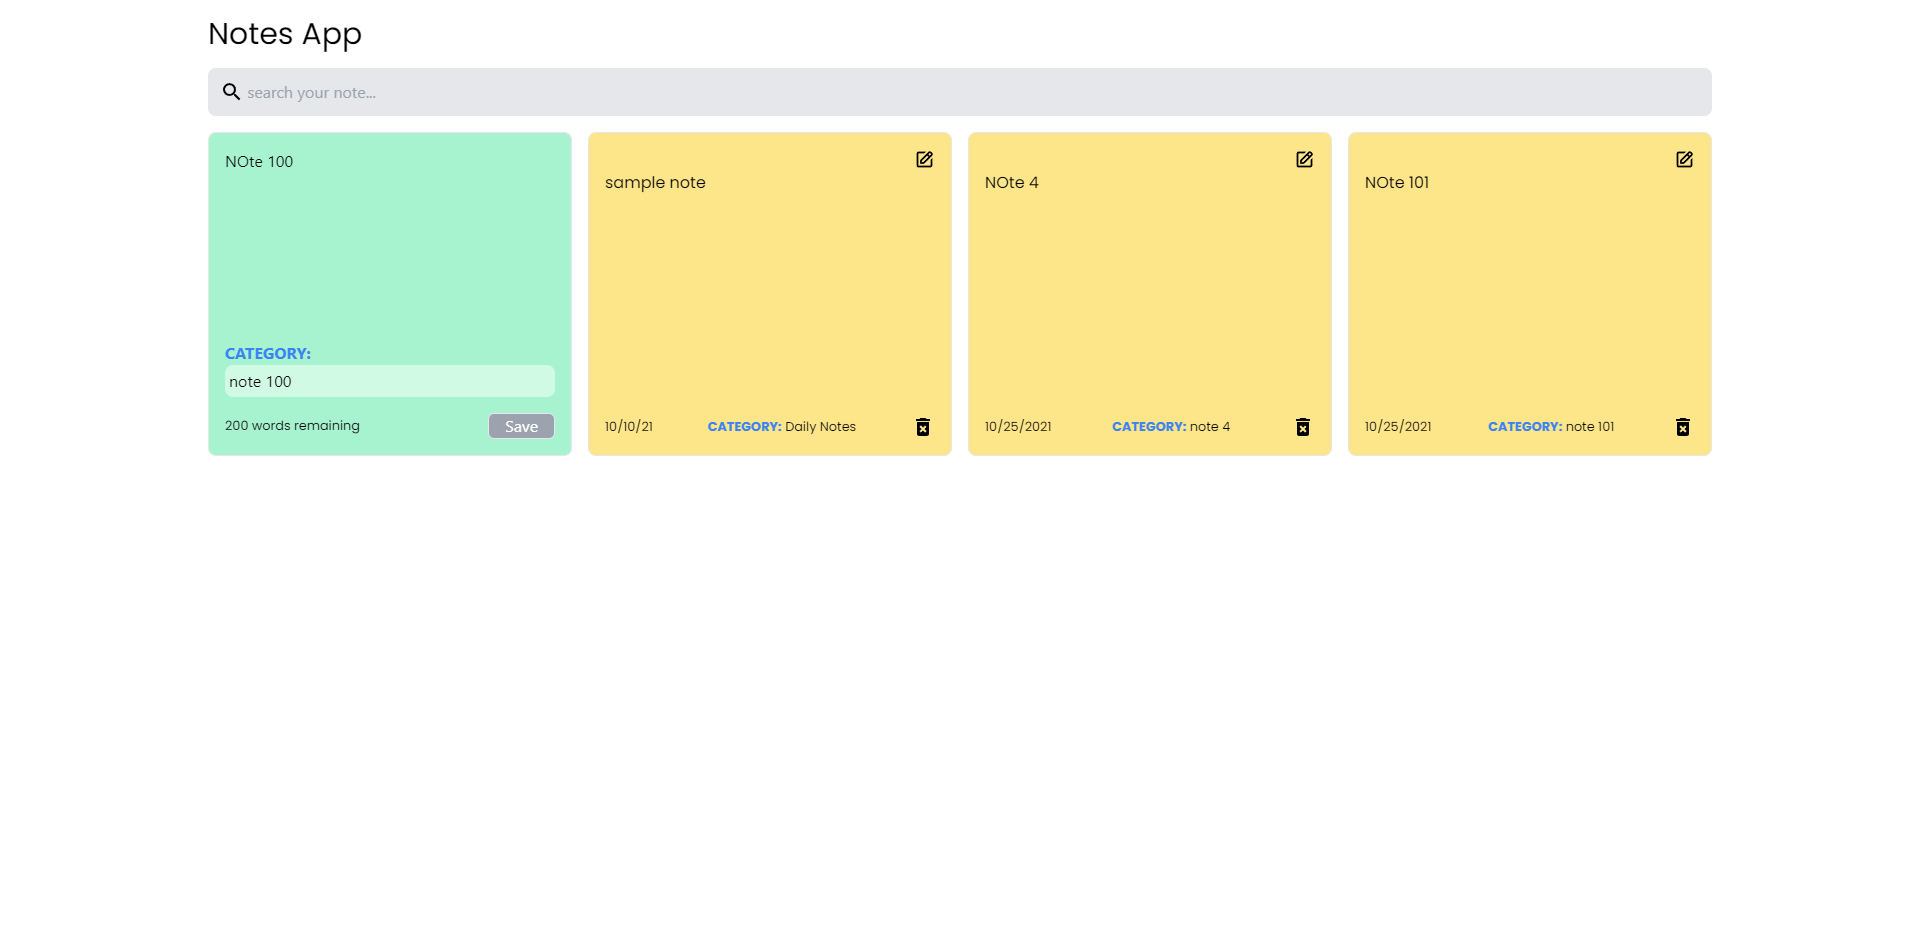 Notes App
search your note...
NOte 100
CATEGORY:
note 100
200 words remaining
Save
sample note
10/10/21
CATEGORY: Daily Notes
NOte 4
10/25/2021
CATEGORY: note 4
NOte 101
10/25/2021
CATEGORY: note 101